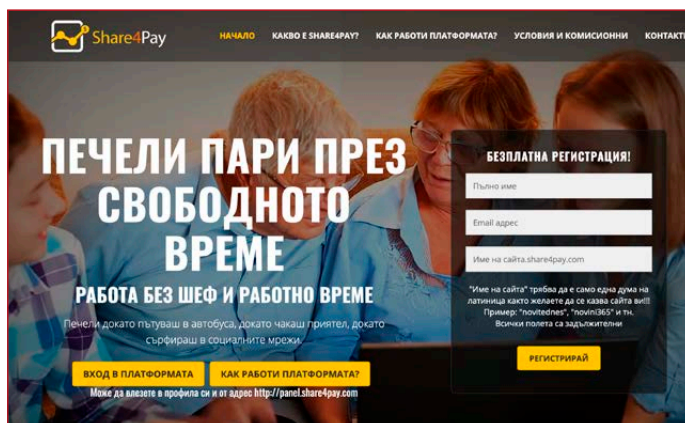 Share4Pay
НАЧАЛО КАКВО Е SHARE4PAY? КАК РАБОТИ ПЛАТФОРМАТА? УСЛОВИЯ И КОМИСИОННИ КОНТАКТИ
ПЕЧЕЛИ ПАРИ ПРЕЗ
СВОБОДНОТО
ВРЕМЕ
РАБОТА БЕЗ ШЕФ И РАБОТНО ВРЕМЕ
Печели докато пътуваш в автобуса, докато чакаш приятел, докато
сърфираш в социалните мрежи.
ВХОД В ПЛАТФОРМАТА КАК РАБОТИ ПЛАТФОРМАТА?
Може да влезете в профила си и от адрес http://panel.share4pay.com
БЕЗПЛАТНА РЕГИСТРАЦИЯ!
Пълно име
Email адрес
Име на сайта.share4pay.com
"Име на сайта" трябва да е само една дума на
латиница както желаете да се казва сайта ви!!!
Пример: "novitednes", "novini365" и тн.
Всички полета са задължителни
РЕГИСТРИРАЙ